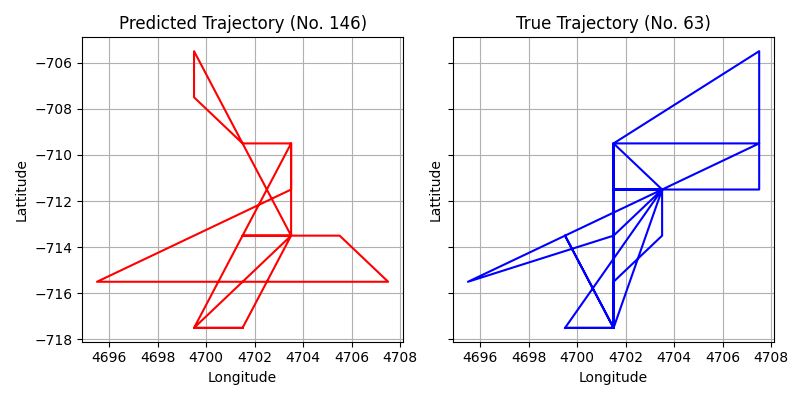 Predicted Trajectory (No. 146)
True Trajectory (No. 63)
−706
−708
−710
−712
−714
−716
−718
Lattitude
Lattitude
4696 4698 4700 4702 4704 4706 4708
4696 4698 4700 4702 4704 4706 4708
Longitude
Longitude